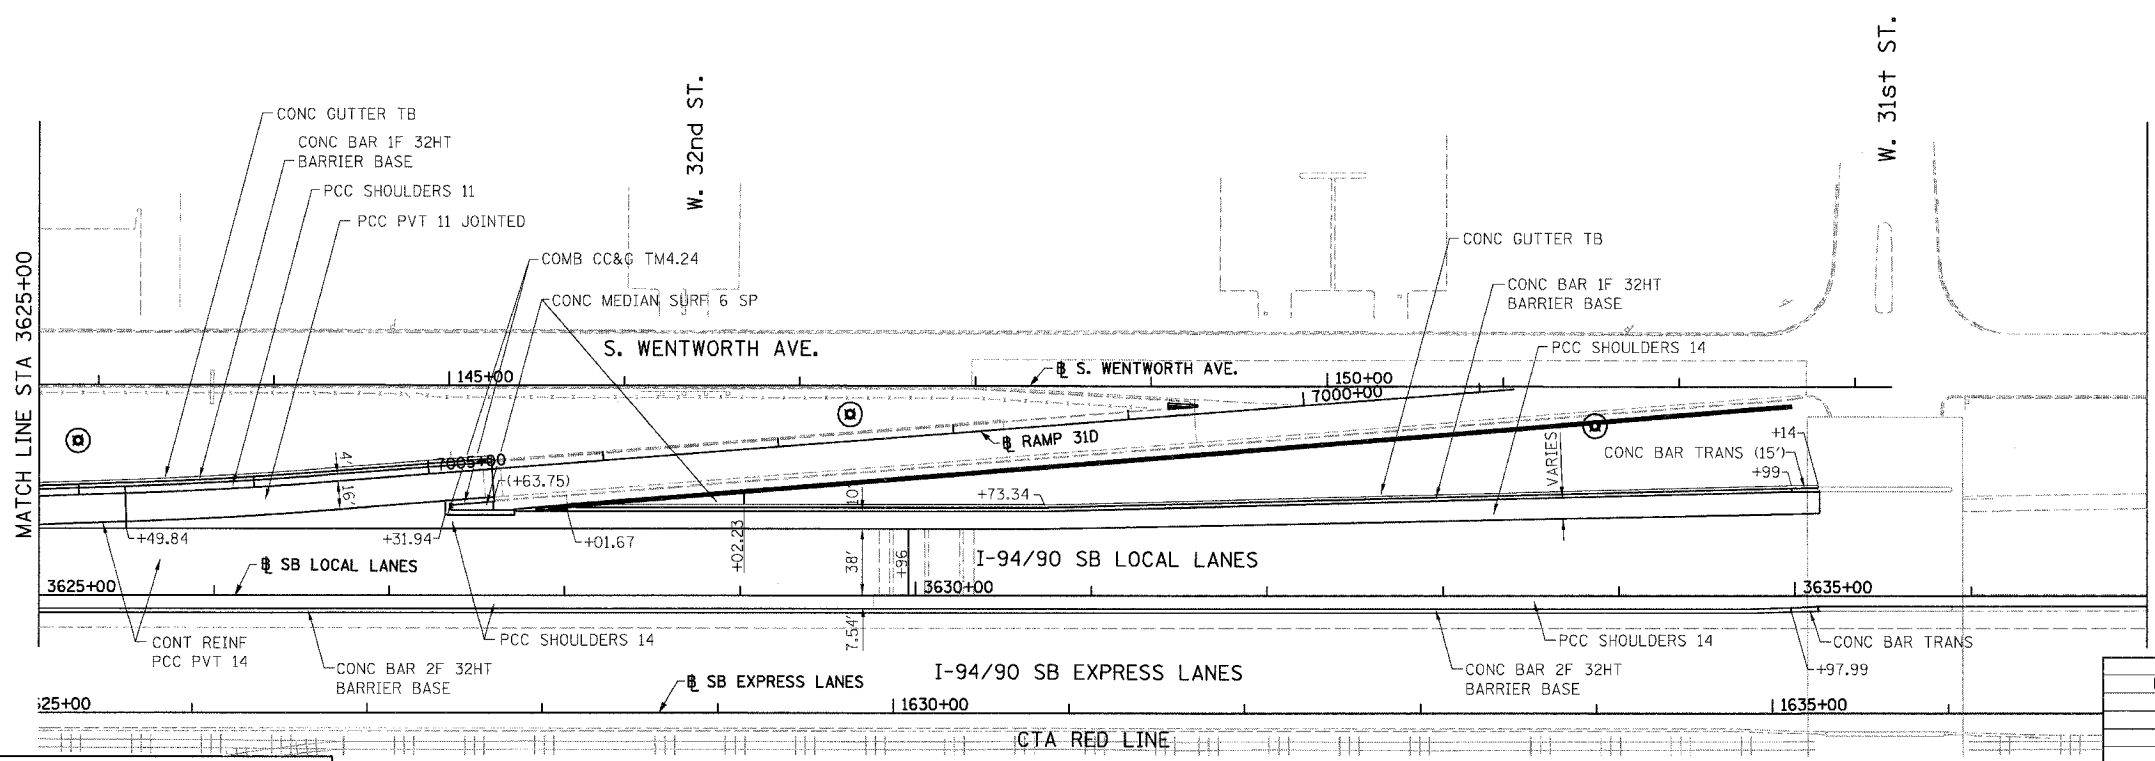 W. 31st ST.
W. 32nd ST.
CONC GUTTER TB
CONC BAR 1F 32HT
BARRIER BASE
PCC SHOULDERS 11
PCC PVT 11 JOINTED
COMB CC&G TM4.24
CONC MEDIAN SURF 6 SP
CONC GUTTER TB
CONC BAR 1F 32HT
BARRIER BASE
PCC SHOULDERS 14
MATCH LINE STA 3625+00
S. WENTWORTH AVE.
℄ S. WENTWORTH AVE.
145+00
150+00
7000+00
℄ RAMP 31D
7005+00
4'
16'
+(+63.75)
+73.34
10'
VARIES
+14
CONC BAR TRANS (15')
+99
+49.84
+31.94
+01.67
+02.23
38'
+96
I-94/90 SB LOCAL LANES
℄ SB LOCAL LANES
3625+00
3630+00
3635+00
CONT REINF
PCC PVT 14
PCC SHOULDERS 14
7.54'
PCC SHOULDERS 14
CONC BAR TRANS
+97.99
CONC BAR 2F 32HT
BARRIER BASE
I-94/90 SB EXPRESS LANES
CONC BAR 2F 32HT
BARRIER BASE
℄ SB EXPRESS LANES
25+00
1630+00
1635+00
CTA RED LINE